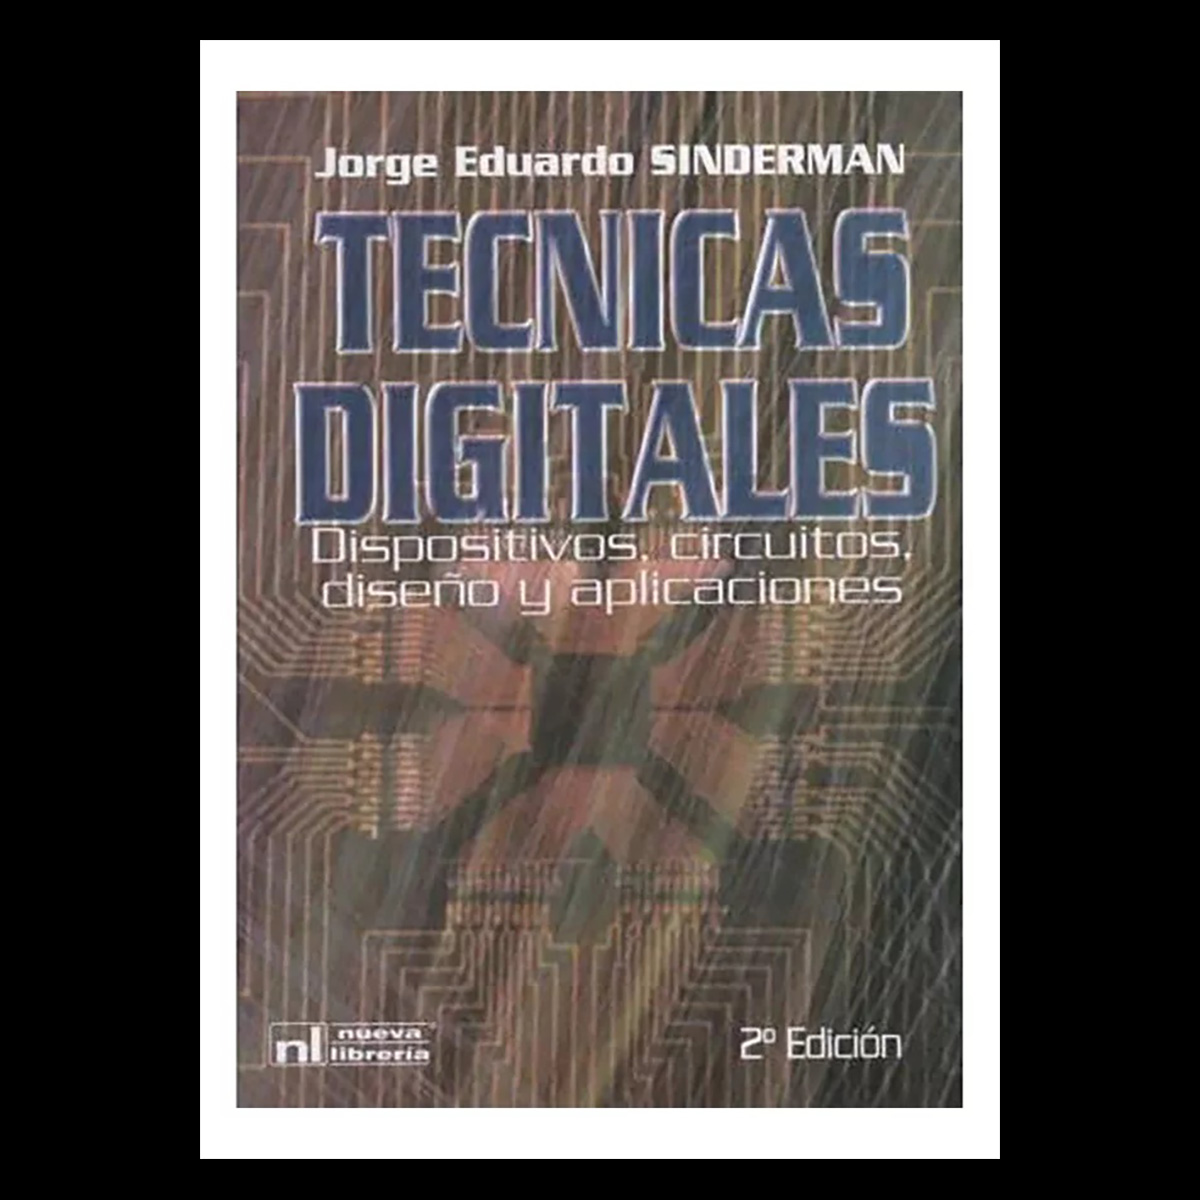 Jorge Eduardo SINDERMAN
TECNICAS
DIGITALES
Dispositivos, circuitos,
diseño y aplicaciones
nl nueva
librería
2º Edición